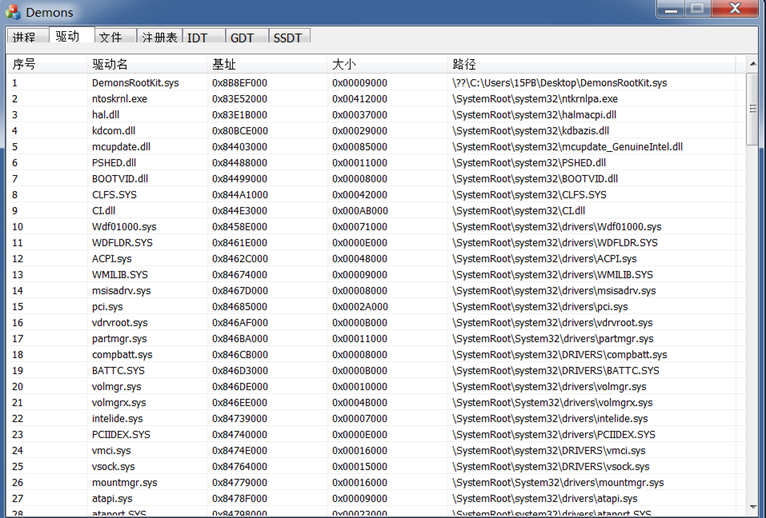 Demons
进程 驱动 文件 注册表 IDT GDT SSDT
序号 驱动名 基址 大小 路径
1 DemonsRootKit.sys 0x8B8EF000 0x00009000 \??\C:\Users\15PB\Desktop\DemonsRootKit.sys
2 ntoskrnl.exe 0x83E52000 0x00412000 \SystemRoot\system32\ntkrnlpa.exe
3 hal.dll 0x83E1B000 0x00037000 \SystemRoot\system32\halmacpi.dll
4 kdcom.dll 0x80BCE000 0x00029000 \SystemRoot\system32\kdbazis.dll
5 mcupdate.dll 0x84403000 0x00085000 \SystemRoot\system32\mcupdate_GenuineIntel.dll
6 PSHED.dll 0x84488000 0x00011000 \SystemRoot\system32\PSHED.dll
7 BOOTVID.dll 0x84499000 0x00008000 \SystemRoot\system32\BOOTVID.dll
8 CLFS.SYS 0x844A1000 0x00042000 \SystemRoot\system32\CLFS.SYS
9 CI.dll 0x844E3000 0x000AB000 \SystemRoot\system32\CI.dll
10 Wdf01000.sys 0x8458E000 0x00071000 \SystemRoot\system32\drivers\Wdf01000.sys
11 WDFLDR.SYS 0x8461E000 0x0000E000 \SystemRoot\system32\drivers\WDFLDR.SYS
12 ACPI.sys 0x8462C000 0x00048000 \SystemRoot\system32\drivers\ACPI.sys
13 WMILIB.SYS 0x84674000 0x00009000 \SystemRoot\system32\drivers\WMILIB.SYS
14 msisadrv.sys 0x8467D000 0x00008000 \SystemRoot\system32\drivers\msisadrv.sys
15 pci.sys 0x84685000 0x0002A000 \SystemRoot\system32\drivers\pci.sys
16 vdrvroot.sys 0x846AF000 0x0000B000 \SystemRoot\system32\drivers\vdrvroot.sys
17 partmgr.sys 0x846BA000 0x00011000 \SystemRoot\System32\drivers\partmgr.sys
18 compbatt.sys 0x846CB000 0x00008000 \SystemRoot\system32\DRIVERS\compbatt.sys
19 BATTC.SYS 0x846D3000 0x0000B000 \SystemRoot\system32\DRIVERS\BATTC.SYS
20 volmgr.sys 0x846DE000 0x00010000 \SystemRoot\system32\drivers\volmgr.sys
21 volmgrx.sys 0x846EE000 0x0004B000 \SystemRoot\System32\drivers\volmgrx.sys
22 intelide.sys 0x84739000 0x00007000 \SystemRoot\system32\drivers\intelide.sys
23 PCIIDEX.SYS 0x84740000 0x0000E000 \SystemRoot\system32\drivers\PCIIDEX.SYS
24 vmci.sys 0x8474E000 0x00016000 \SystemRoot\system32\DRIVERS\vmci.sys
25 vsock.sys 0x84764000 0x00015000 \SystemRoot\system32\DRIVERS\vsock.sys
26 mountmgr.sys 0x84779000 0x00016000 \SystemRoot\System32\drivers\mountmgr.sys
27 atapi.sys 0x8478F000 0x00009000 \SystemRoot\system32\drivers\atapi.sys
28 ataport.SYS 0x84798000 0x00023000 \SystemRoot\system32\drivers\ataport.SYS